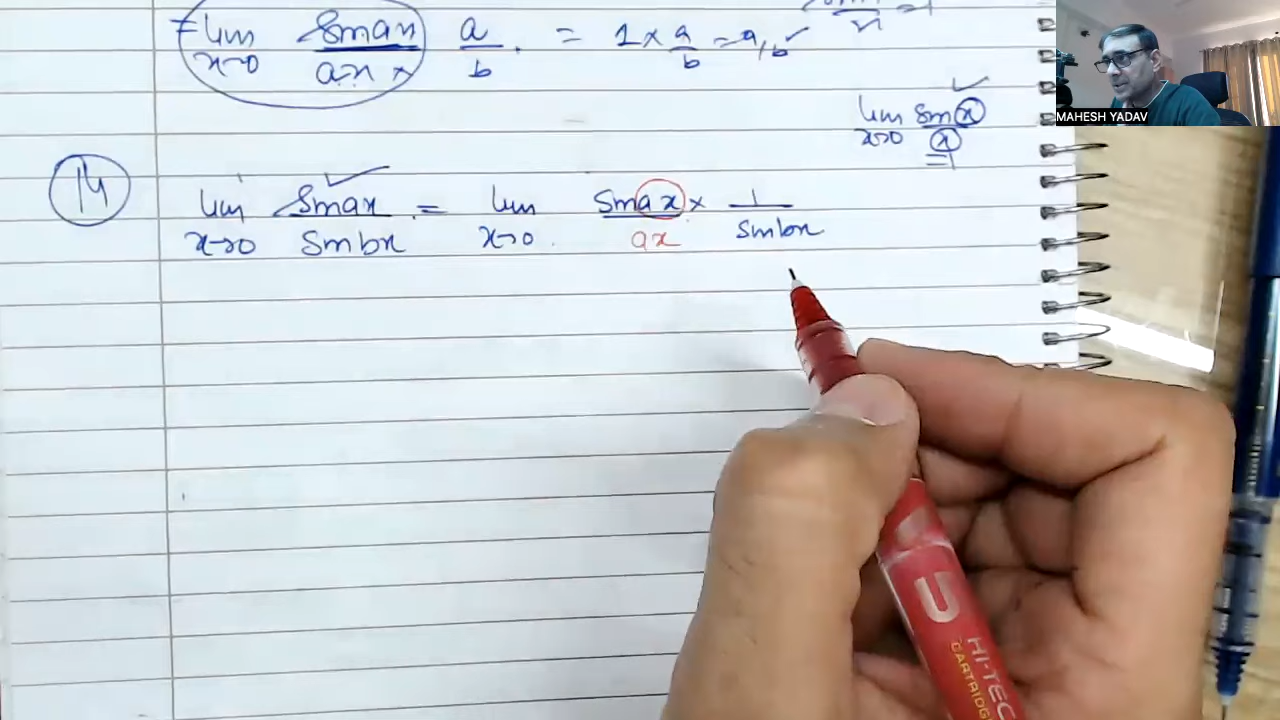 = lim x→0 sin ax / ax × a/b . = 1 × a/b = a/b ✓
MAHESH YADAV
lim x→0 sin x / x = 1
14 lim x→0 sin ax / sin bx . = lim x→0 . sin ax / ax × 1 / sin bx
U
HI-TEC
CARTRIDG